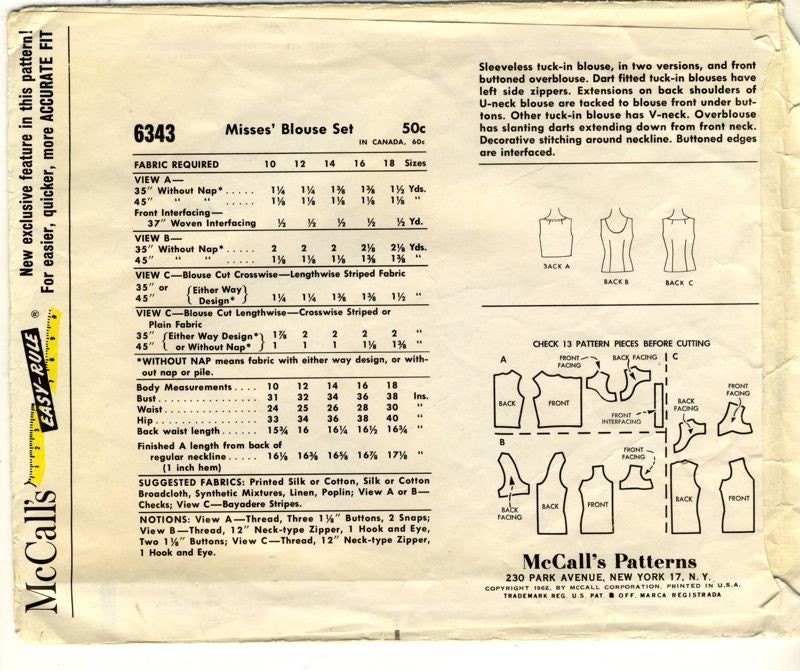 New exclusive feature in this pattern!
For easier, quicker, more ACCURATE FIT
McCall's EASY-RULE ®
6343 Misses' Blouse Set 50c
IN CANADA, 60c
FABRIC REQUIRED 10 12 14 16 18 Sizes
VIEW A—
35" Without Nap* . . . . . 1¼ 1¼ 1⅜ 1⅜ 1½ Yds.
45" " " . . . . . 1⅛ 1⅛ 1⅛ 1⅛ 1⅛ "
Front Interfacing—
37" Woven Interfacing ½ ½ ½ ½ ½ Yd.
VIEW B—
35" Without Nap* . . . . . 2 2 2 2⅛ 2⅛ Yds.
45" " " . . . . . 1⅛ 1⅛ 1⅛ 1⅜ 1⅜ "
VIEW C—Blouse Cut Crosswise—Lengthwise Striped Fabric
35" or {Either Way}
45" {Design*} 1¼ 1¼ 1⅜ 1⅜ 1½ "
VIEW C—Blouse Cut Lengthwise—Crosswise Striped or
Plain Fabric
35" {Either Way Design*} 1⅞ 2 2 2 2 "
45" {or Without Nap*} 1 1 1 1⅛ 1⅜ "
*WITHOUT NAP means fabric with either way design, or with-
out nap or pile.
Body Measurements . . . . 10 12 14 16 18
Bust . . . . . . . . . . . . . . 31 32 34 36 38 Ins.
Waist . . . . . . . . . . . . . 24 25 26 28 30 "
Hip . . . . . . . . . . . . . . . 33 34 36 38 40 "
Back waist length . . . . . 15¾ 16 16¼ 16½ 16¾ "
Finished A length from back of
regular neckline . . . . . 16⅛ 16⅜ 16⅝ 16⅞ 17⅛ "
(1 inch hem)
SUGGESTED FABRICS: Printed Silk or Cotton, Silk or Cotton
Broadcloth, Synthetic Mixtures, Linen, Poplin; View A or B—
Checks; View C—Bayadere Stripes.
NOTIONS: View A—Thread, Three 1⅛" Buttons, 2 Snaps;
View B—Thread, 12" Neck-type Zipper, 1 Hook and Eye,
Two 1⅛" Buttons; View C—Thread, 12" Neck-type Zipper,
1 Hook and Eye.
Sleeveless tuck-in blouse, in two versions, and front
buttoned overblouse. Dart fitted tuck-in blouses have
left side zippers. Extensions on back shoulders of
U-neck blouse are tacked to blouse front under but-
tons. Other tuck-in blouse has V-neck. Overblouse
has slanting darts extending down from front neck.
Decorative stitching around neckline. Buttoned edges
are interfaced.
BACK A
BACK B
BACK C
CHECK 13 PATTERN PIECES BEFORE CUTTING
A
BACK
FRONT
FRONT FACING
BACK FACING
FRONT INTERFACING
B
BACK FACING
BACK
FRONT
FRONT FACING
C
BACK FACING
FRONT FACING
BACK
FRONT
McCall's Patterns
230 PARK AVENUE, NEW YORK 17, N. Y.
COPYRIGHT 1962, BY MCCALL CORPORATION, PRINTED IN U.S.A.
TRADEMARK REG. U.S. PAT. & OFF. MARCA REGISTRADA